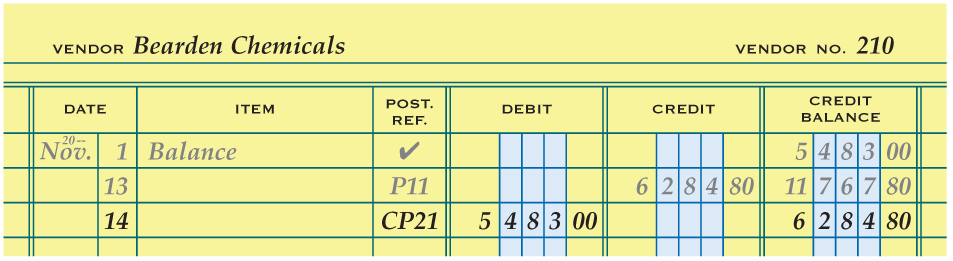 VENDOR Bearden Chemicals VENDOR NO. 210
DATE ITEM POST. REF. DEBIT CREDIT CREDIT BALANCE
20--
Nov. 1 Balance ✔ 5 4 8 3 00
13 P11 6 2 8 4 80 11 7 6 7 80
14 CP21 5 4 8 3 00 6 2 8 4 80